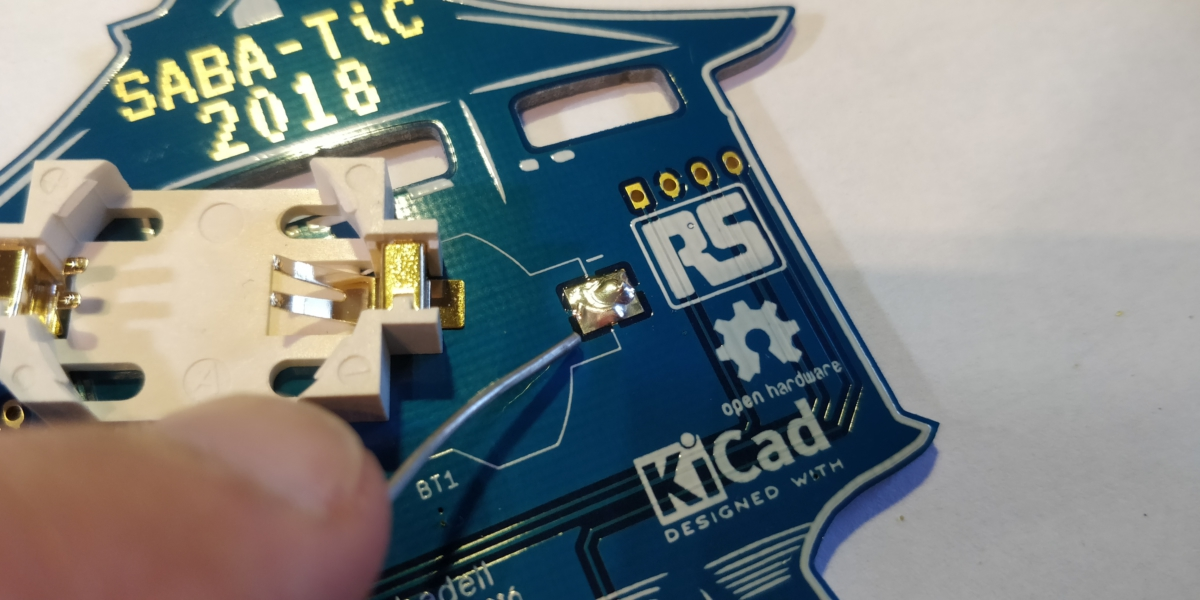 SABA-TiC
2018
RS
open hardware
KiCad
DESIGNED WITH
BT1